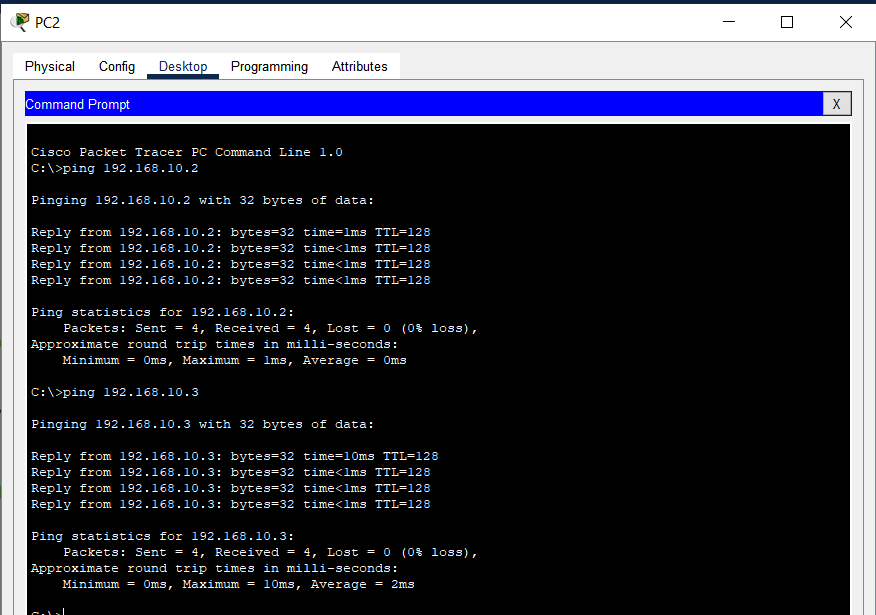 PC2
Physical Config Desktop Programming Attributes
Command Prompt X
Cisco Packet Tracer PC Command Line 1.0
C:\>ping 192.168.10.2
Pinging 192.168.10.2 with 32 bytes of data:
Reply from 192.168.10.2: bytes=32 time=1ms TTL=128
Reply from 192.168.10.2: bytes=32 time<1ms TTL=128
Reply from 192.168.10.2: bytes=32 time<1ms TTL=128
Reply from 192.168.10.2: bytes=32 time<1ms TTL=128
Ping statistics for 192.168.10.2:
    Packets: Sent = 4, Received = 4, Lost = 0 (0% loss),
Approximate round trip times in milli-seconds:
    Minimum = 0ms, Maximum = 1ms, Average = 0ms
C:\>ping 192.168.10.3
Pinging 192.168.10.3 with 32 bytes of data:
Reply from 192.168.10.3: bytes=32 time=10ms TTL=128
Reply from 192.168.10.3: bytes=32 time<1ms TTL=128
Reply from 192.168.10.3: bytes=32 time<1ms TTL=128
Reply from 192.168.10.3: bytes=32 time<1ms TTL=128
Ping statistics for 192.168.10.3:
    Packets: Sent = 4, Received = 4, Lost = 0 (0% loss),
Approximate round trip times in milli-seconds:
    Minimum = 0ms, Maximum = 10ms, Average = 2ms
C:\>